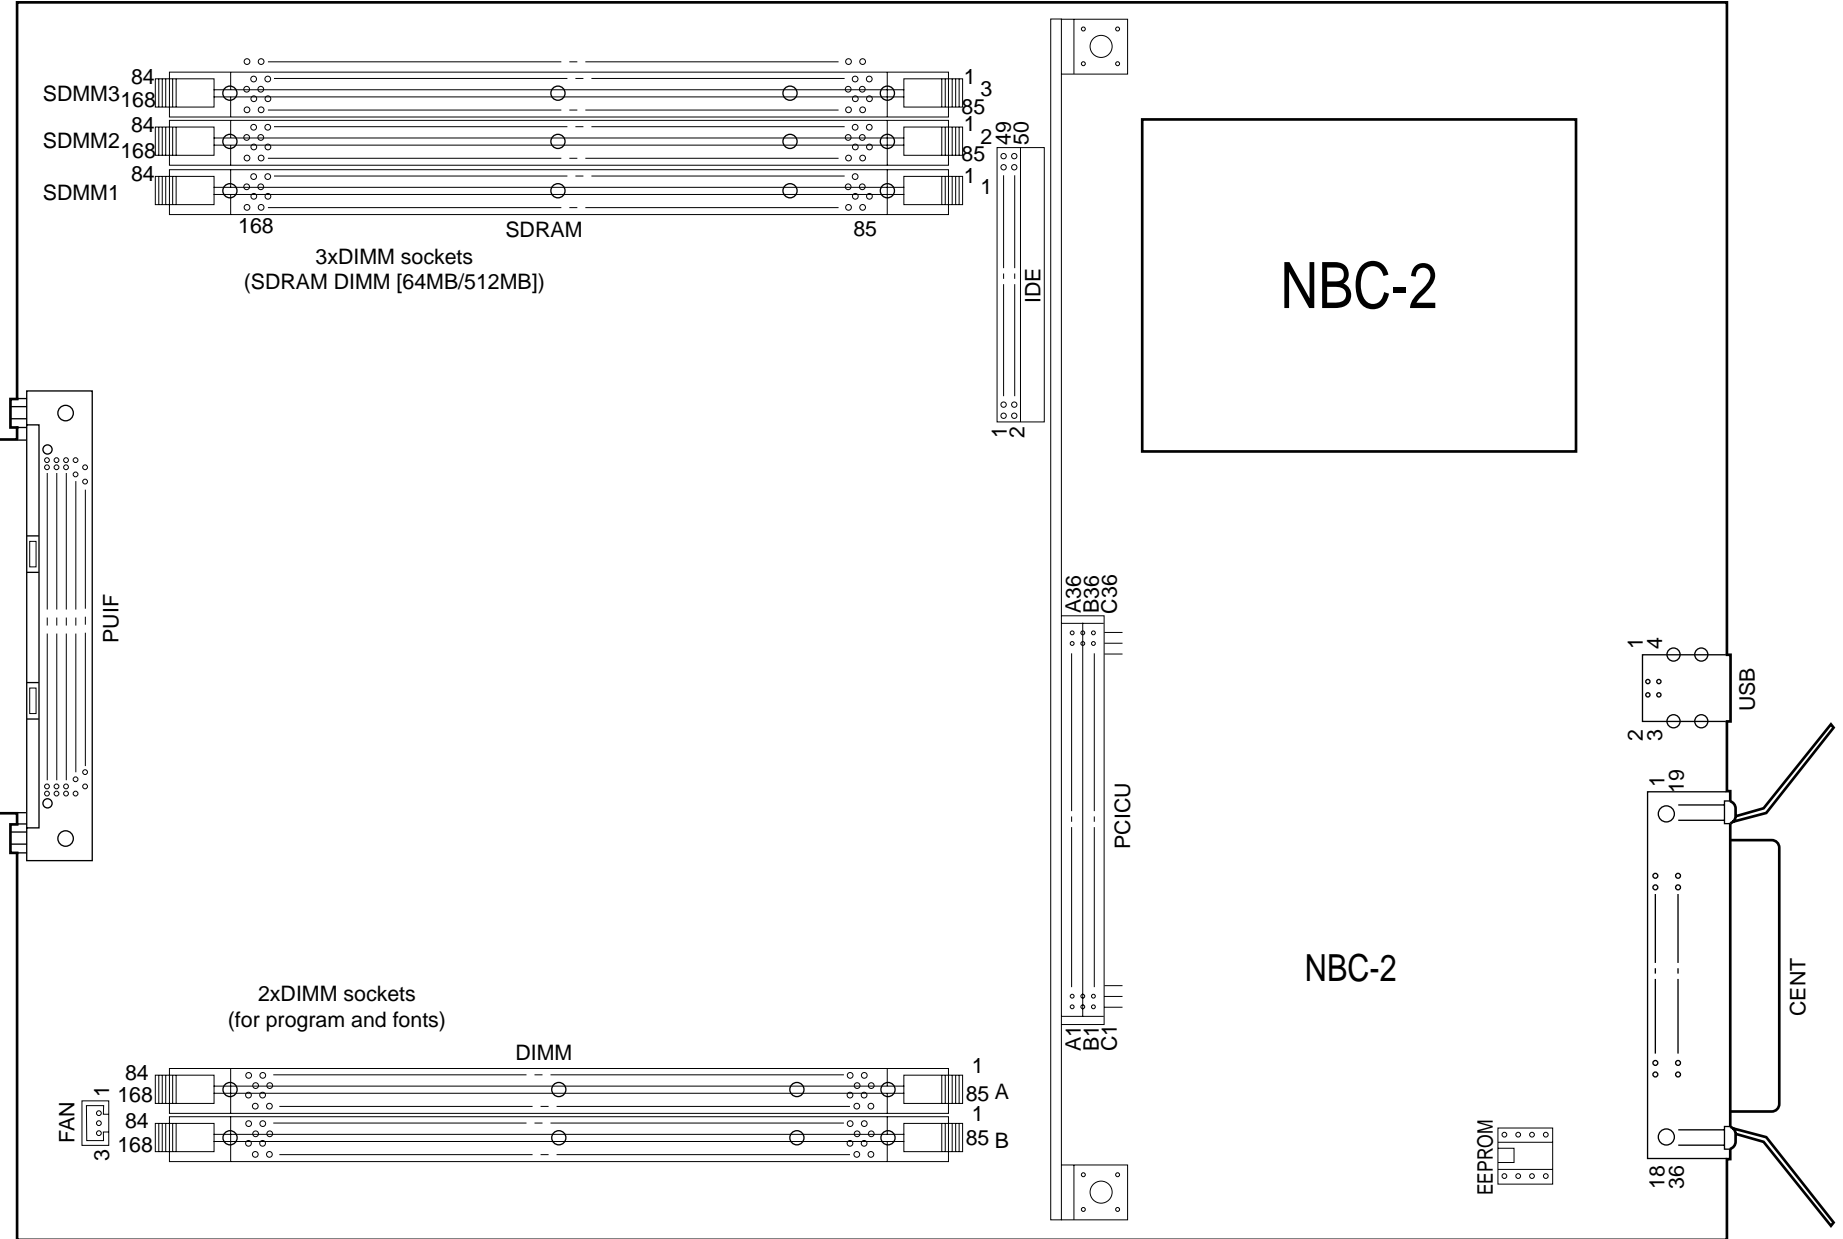 SDMM3
84
168
1
3
85
SDMM2
84
168
1
2
85
SDMM1
84
1
1
168
SDRAM
85
3xDIMM sockets
(SDRAM DIMM [64MB/512MB])
49
50
IDE
1
2
NBC-2
PUIF
A36
B36
C36
PCICU
A1
B1
C1
1
4
USB
2
3
1
19
CENT
18
36
NBC-2
2xDIMM sockets
(for program and fonts)
DIMM
84
168
1
85 A
84
168
1
85 B
FAN
1
3
EEPROM